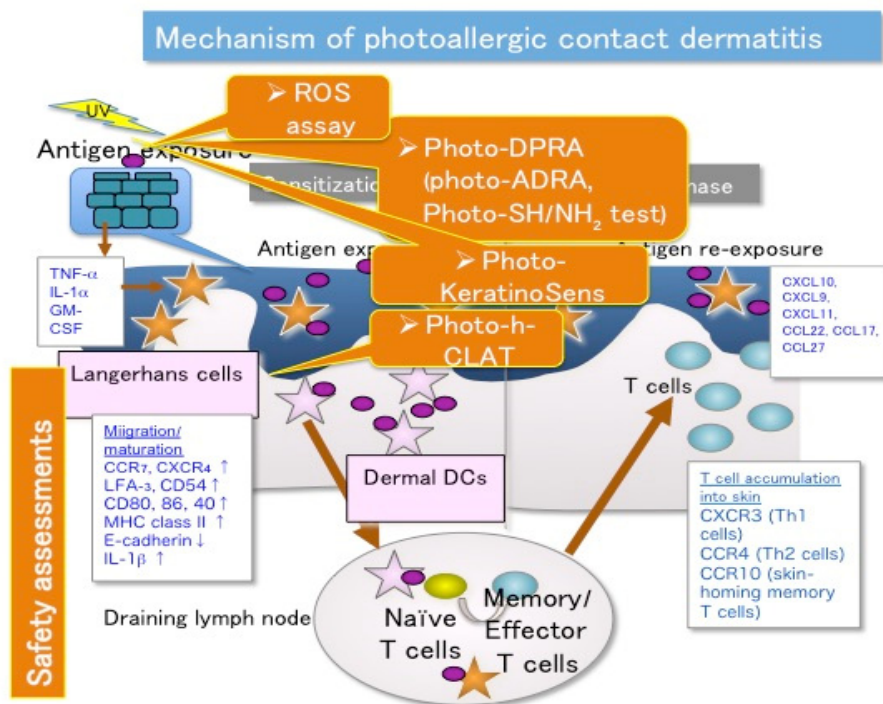 Mechanism of photoallergic contact dermatitis
UV
➢ ROS
assay
Antigen exposure
➢ Photo-DPRA
(photo-ADRA,
Photo-SH/NH₂ test)
Antigen exp
Antigen re-exposure
➢ Photo-
KeratinoSens
➢ Photo-h-
CLAT
TNF-α
IL-1α
GM-
CSF
CXCL10,
CXCL9,
CXCL11,
CCL22, CCL17,
CCL27
Langerhans cells
T cells
Miigration/
maturation
CCR7, CXCR4 ↑
LFA-3, CD54 ↑
CD80, 86, 40 ↑
MHC class II ↑
E-cadherin ↓
IL-1β ↑
Dermal DCs
T cell accumulation
into skin
CXCR3 (Th1
cells)
CCR4 (Th2 cells)
CCR10 (skin-
homing memory
T cells)
Draining lymph node
Naïve
T cells
Memory/
Effector
T cells
Safety assessments